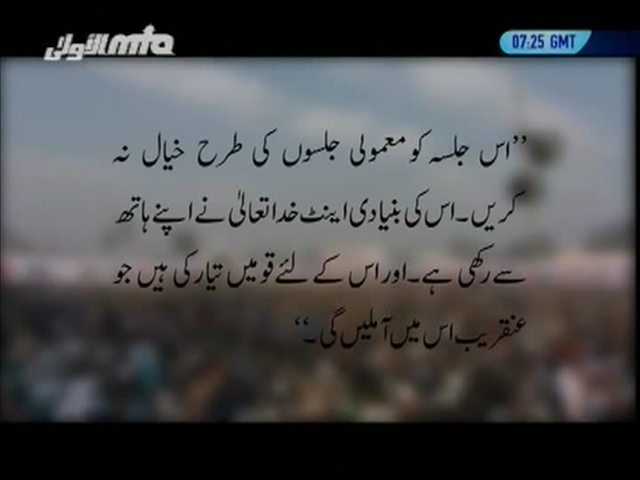 mta الأولى
07:25 GMT
”اس جلسہ کو معمولی جلسوں کی طرح خیال نہ
کریں۔ اس کی بنیادی اینٹ خدا تعالیٰ نے اپنے ہاتھ
سے رکھی ہے۔ اور اس کے لئے قومیں تیار کی ہیں جو
عنقریب اس میں آملیں گی۔“